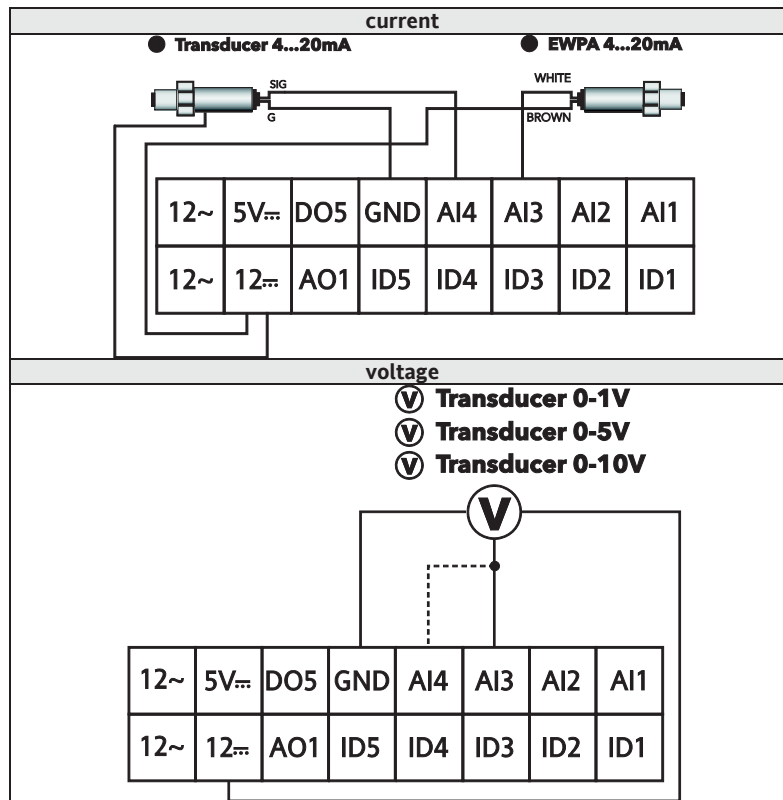 current
Transducer 4...20mA EWPA 4...20mA
SIG WHITE
G BROWN
12~ 5V⎓ DO5 GND AI4 AI3 AI2 AI1
12~ 12⎓ AO1 ID5 ID4 ID3 ID2 ID1
voltage
V Transducer 0-1V
V Transducer 0-5V
V Transducer 0-10V
V
12~ 5V⎓ DO5 GND AI4 AI3 AI2 AI1
12~ 12⎓ AO1 ID5 ID4 ID3 ID2 ID1